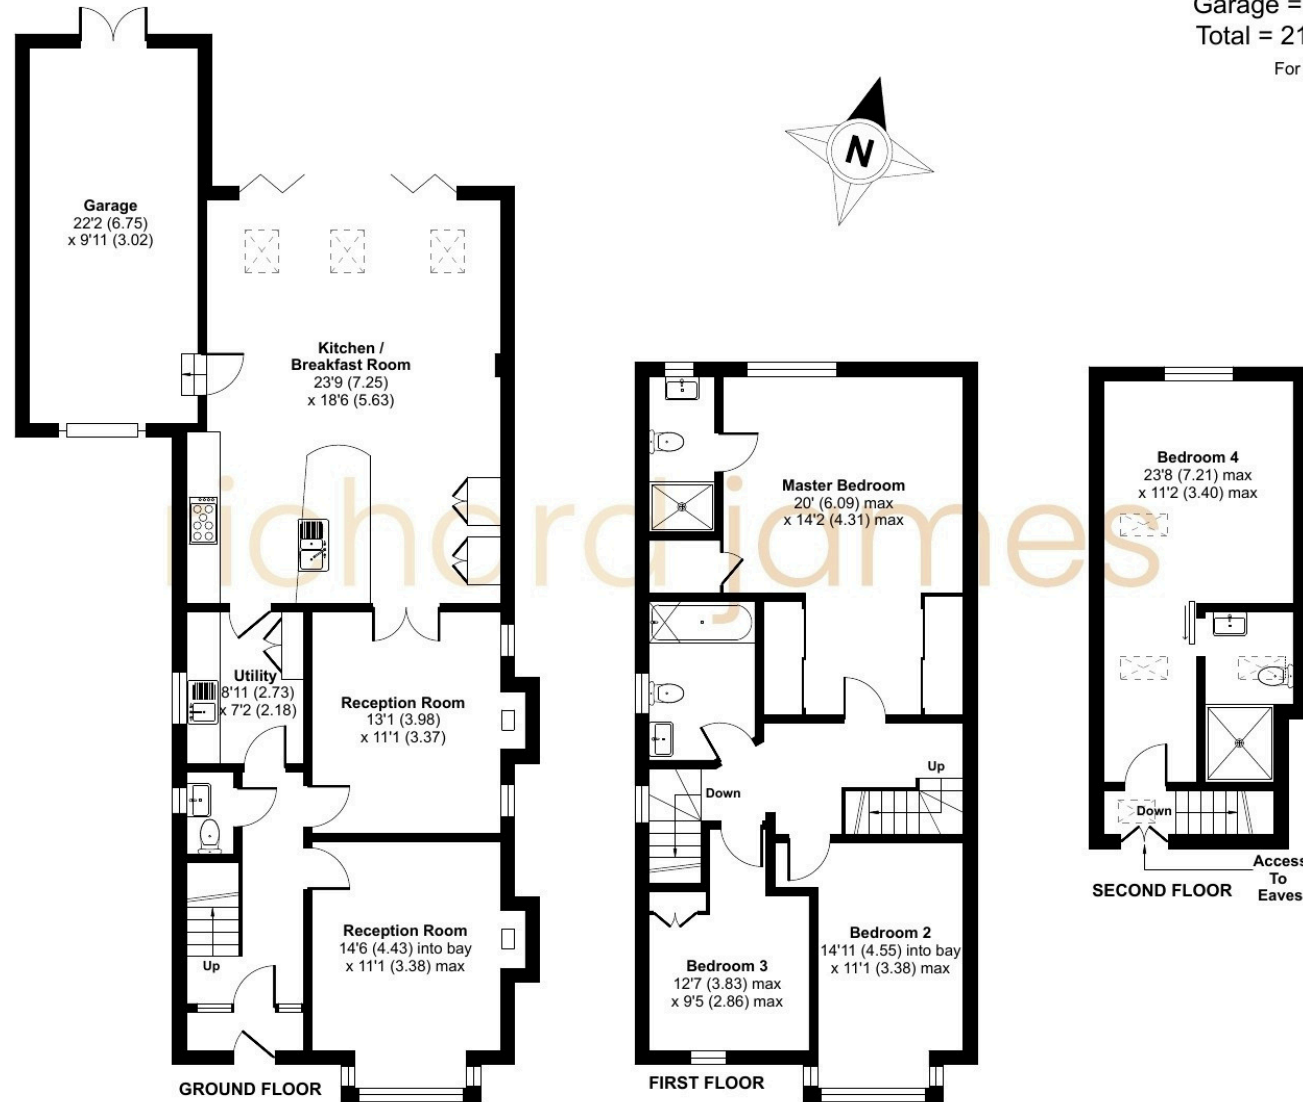 Garage =
Total = 21
For
N
Garage
22'2 (6.75)
x 9'11 (3.02)
Kitchen /
Breakfast Room
23'9 (7.25)
x 18'6 (5.63)
Utility
8'11 (2.73)
x 7'2 (2.18)
Reception Room
13'1 (3.98)
x 11'1 (3.37)
Reception Room
14'6 (4.43) into bay
x 11'1 (3.38) max
Up
GROUND FLOOR
Master Bedroom
20' (6.09) max
x 14'2 (4.31) max
Up
Down
Bedroom 3
12'7 (3.83) max
x 9'5 (2.86) max
Bedroom 2
14'11 (4.55) into bay
x 11'1 (3.38) max
FIRST FLOOR
Bedroom 4
23'8 (7.21) max
x 11'2 (3.40) max
Down
Access
To
Eaves
SECOND FLOOR
richard james